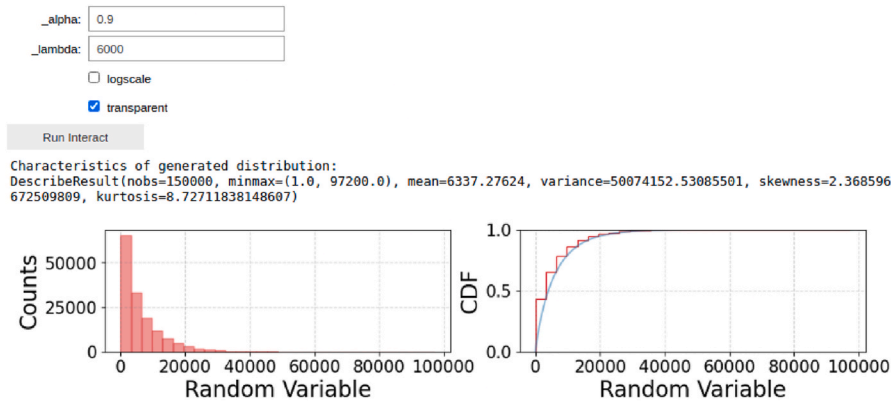 _alpha: 0.9
_lambda: 6000
logscale
transparent
Run Interact
Characteristics of generated distribution:
DescribeResult(nobs=150000, minmax=(1.0, 97200.0), mean=6337.27624, variance=50074152.53085501, skewness=2.368596
672509809, kurtosis=8.72711838148607)
Counts
50000
25000
0
0 20000 40000 60000 80000 100000
Random Variable
CDF
1.0
0.5
0.0
0 20000 40000 60000 80000 100000
Random Variable